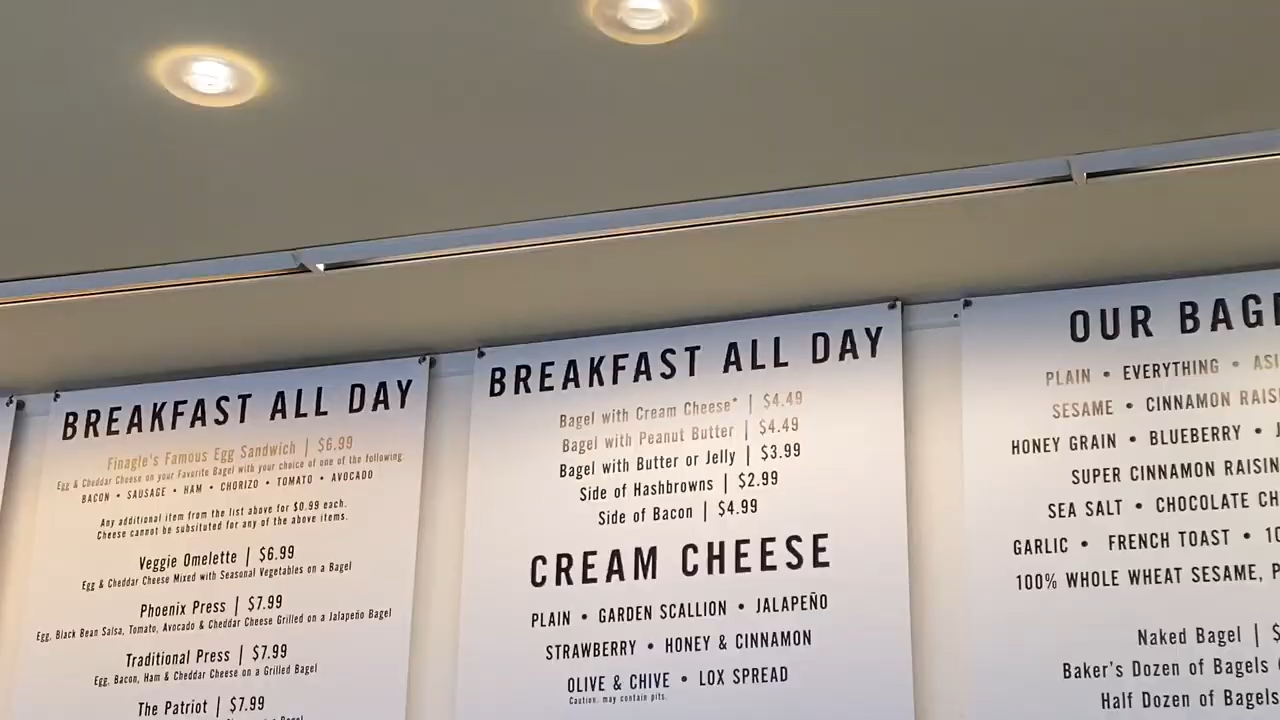 BREAKFAST ALL DAY
Finagle's Famous Egg Sandwich | $6.99
Egg & Cheddar Cheese on your Favorite Bagel with your choice of one of the following:
BACON • SAUSAGE • HAM • CHORIZO • TOMATO • AVOCADO
Any additional item from the list above for $0.99 each.
Cheese cannot be substituted for any of the above items.
Veggie Omelette | $6.99
Egg & Cheddar Cheese Mixed with Seasonal Vegetables on a Bagel
Phoenix Press | $7.99
Egg, Black Bean Salsa, Tomato, Avocado & Cheddar Cheese Grilled on a Jalapeño Bagel
Traditional Press | $7.99
Egg, Bacon, Ham & Cheddar Cheese on a Grilled Bagel
The Patriot | $7.99
BREAKFAST ALL DAY
Bagel with Cream Cheese* | $4.49
Bagel with Peanut Butter | $4.49
Bagel with Butter or Jelly | $3.99
Side of Hashbrowns | $2.99
Side of Bacon | $4.99
CREAM CHEESE
PLAIN • GARDEN SCALLION • JALAPEÑO
STRAWBERRY • HONEY & CINNAMON
OLIVE & CHIVE • LOX SPREAD
Caution, may contain pits.
OUR BAG
PLAIN • EVERYTHING •
SESAME • CINNAMON RAIS
HONEY GRAIN • BLUEBERRY •
SUPER CINNAMON RAISIN
SEA SALT • CHOCOLATE CH
GARLIC • FRENCH TOAST •
100% WHOLE WHEAT SESAME,
Naked Bagel |
Baker's Dozen of Bagels
Half Dozen of Bagels